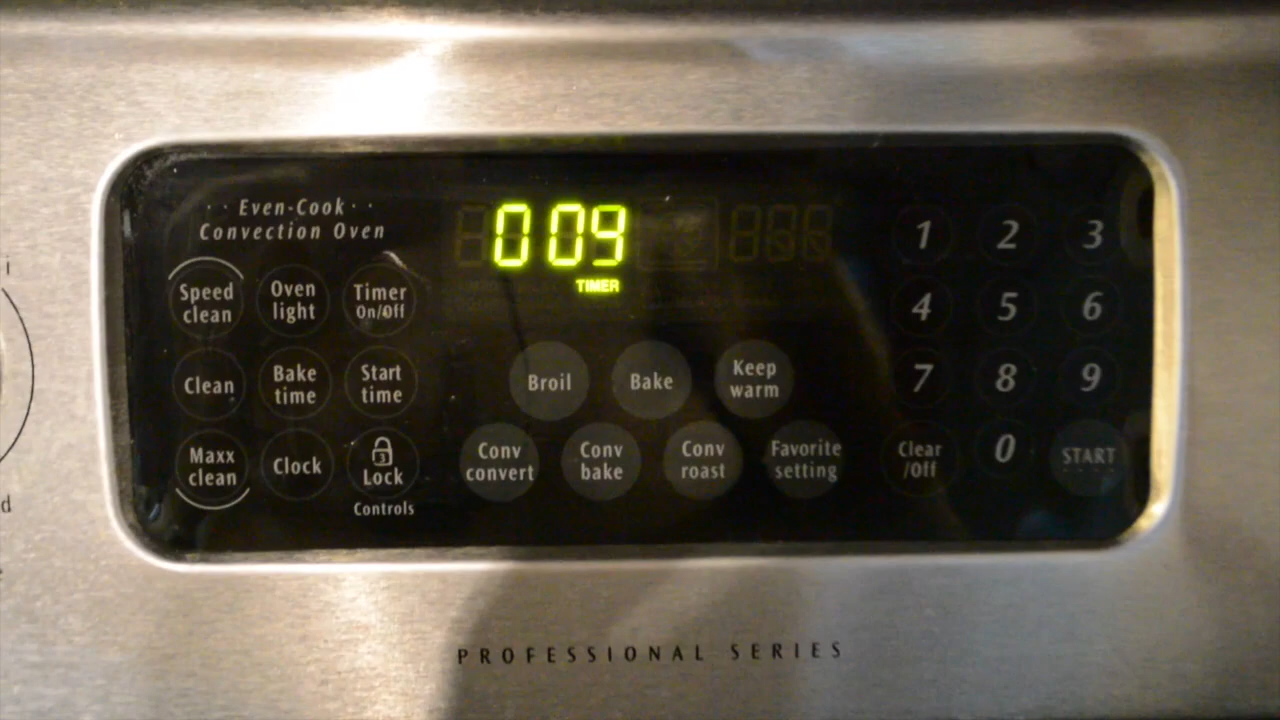 Even-Cook
Convection Oven
009
TIMER
Speed clean
Oven light
Timer On/Off
Clean
Bake time
Start time
Maxx clean
Clock
Lock
Controls
Broil
Bake
Keep warm
Conv convert
Conv bake
Conv roast
Favorite setting
1 2 3
4 5 6
7 8 9
Clear /Off
0
START
PROFESSIONAL SERIES